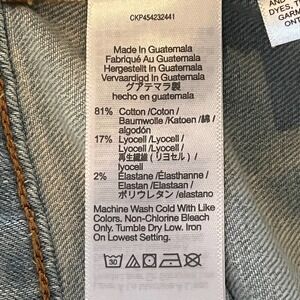 CKP454232441
Made In Guatemala
Fabriqué Au Guatemala
Hergestellt in Guatemala
Vervaardigd In Guatemala
グアテマラ製
hecho en guatemala
81% Cotton /Coton /
Baumwolle /Katoen /綿 /
algodón
17% Lyocell /Lyocell /
Lyocell /Lyocell /
再生繊維 (リヨセル) /
lyocell
2% Elastane /Élasthanne /
Elastan /Elastaan /
ポリウレタン /elastano
Machine Wash Cold With Like
Colors. Non-Chlorine Bleach
Only. Tumble Dry Low. Iron
On Lowest Setting.
30
DYES, T
GARM
ONT